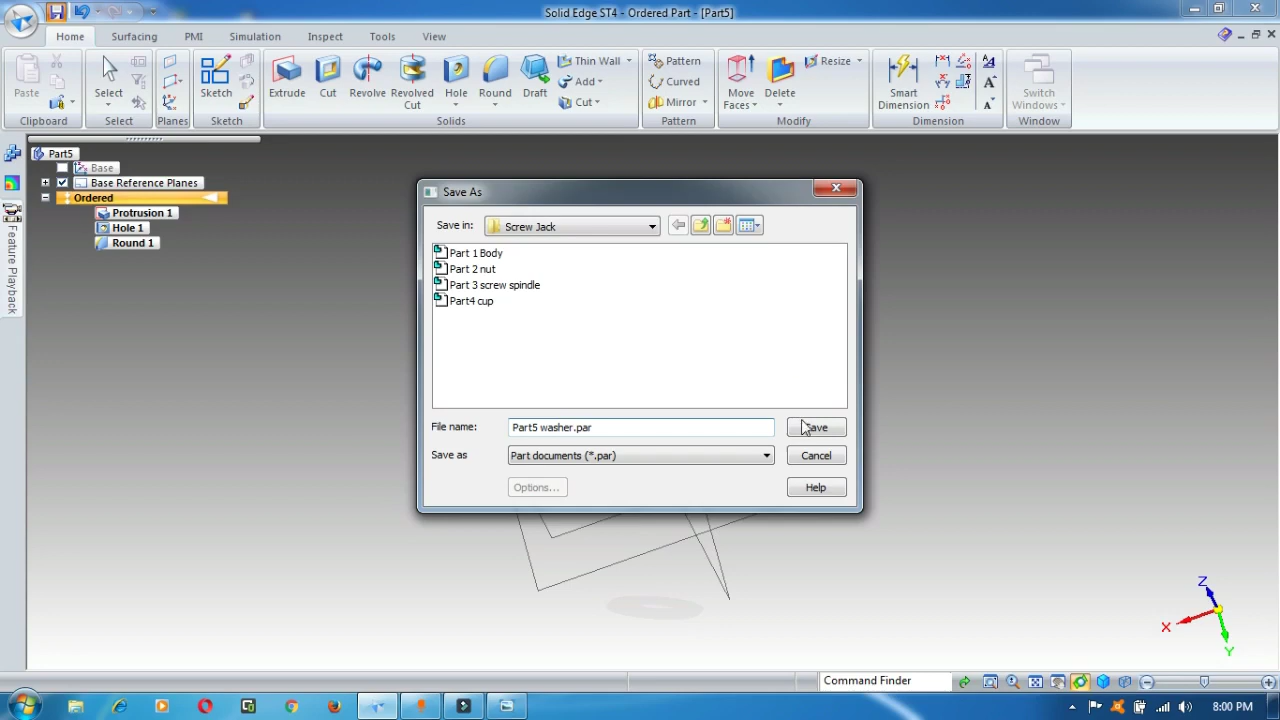 Solid Edge ST4 - Ordered Part - [Part5]
Home Surfacing PMI Simulation Inspect Tools View
Paste
Clipboard
Select
Select
Planes
Sketch
Sketch
Extrude
Cut
Revolve
Revolved Cut
Hole
Round
Draft
Thin Wall
Add
Cut
Solids
Pattern
Curved
Mirror
Pattern
Move Faces
Delete
Resize
Modify
Smart Dimension
Dimension
Switch Windows
Window
Part5
Base
Base Reference Planes
Ordered
Protrusion 1
Hole 1
Round 1
Feature Playback
Save As
Save in: Screw Jack
Part 1 Body
Part 2 nut
Part 3 screw spindle
Part4 cup
File name: Part5 washer.par
Save
Save as Part documents (*.par)
Cancel
Options...
Help
Z
X
Y
Command Finder
8:00 PM